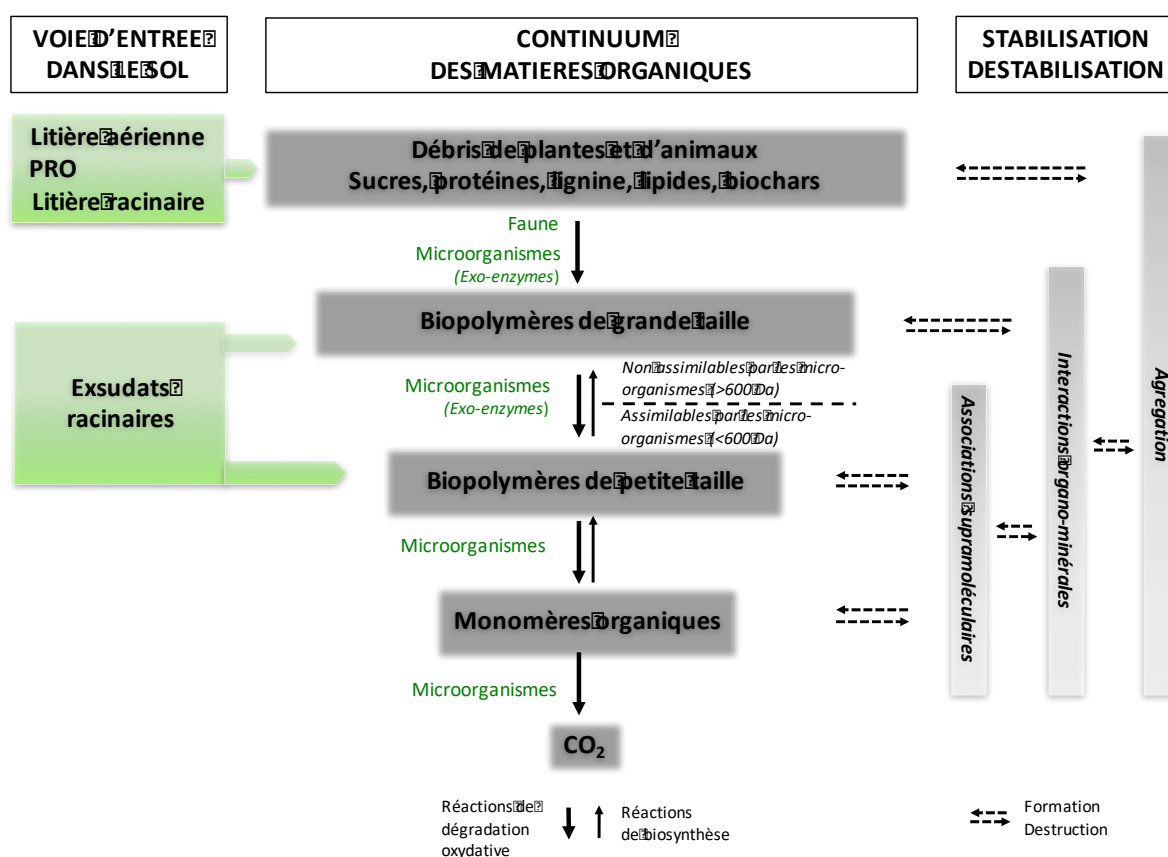 VOIE D'ENTREE
DANS LE SOL
CONTINUUM
DES MATIERES ORGANIQUES
STABILISATION
DESTABILISATION
Litière aérienne
PRO
Litière racinaire
Débris de plantes et d'animaux
Sucres, protéines, lignine, lipides, biochars
Faune
Microorganismes
(Exo-enzymes)
Biopolymères de grande taille
Exsudats
racinaires
Microorganismes
(Exo-enzymes)
Non assimilables par les micro-
organismes (>600 Da)
Assimilables par les micro-
organismes (<600 Da)
Biopolymères de petite taille
Microorganismes
Monomères organiques
Microorganismes
CO₂
Associations supramoléculaires
Interactions organo-minérales
Agregation
Réactions de
dégradation
oxydative
Réactions
de biosynthèse
Formation
Destruction